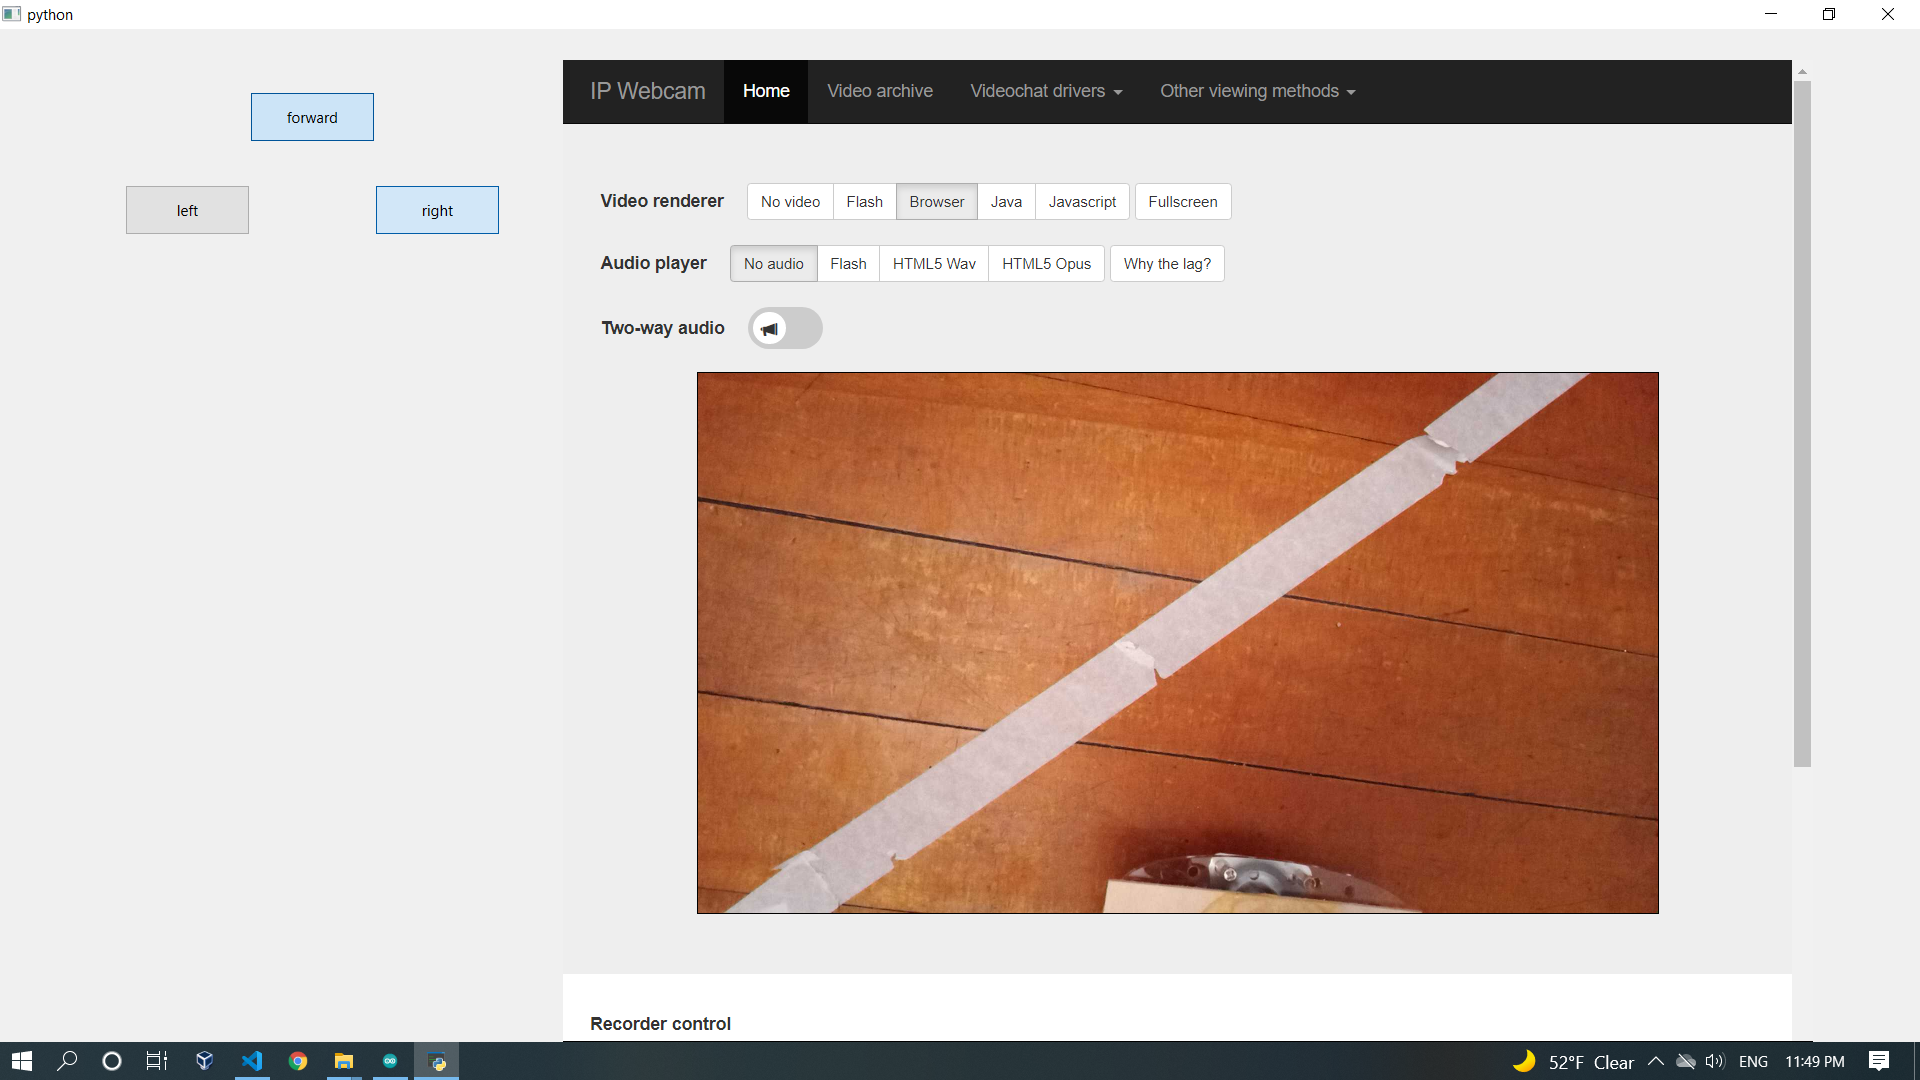 python
forward
left
right
IP Webcam Home Video archive Videochat drivers Other viewing methods
Video renderer No video Flash Browser Java Javascript Fullscreen
Audio player No audio Flash HTML5 Wav HTML5 Opus Why the lag?
Two-way audio
Recorder control
52°F Clear ENG 11:49 PM